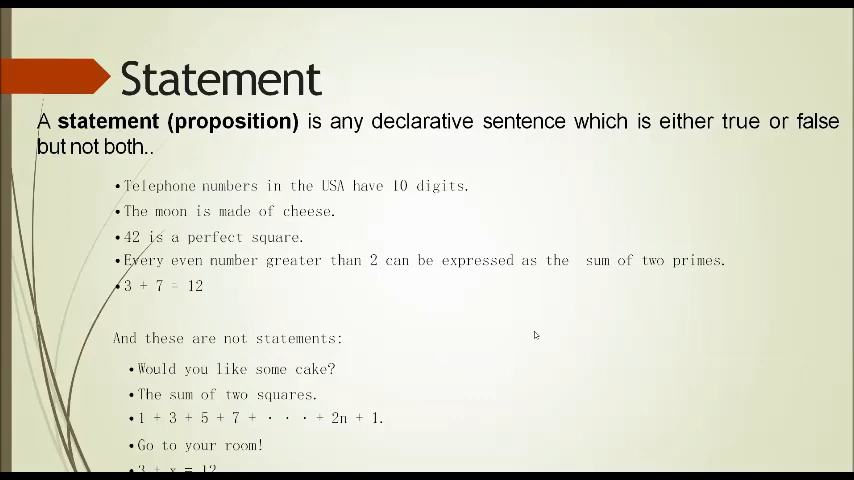 Statement
A statement (proposition) is any declarative sentence which is either true or false
but not both..
•Telephone numbers in the USA have 10 digits.
•The moon is made of cheese.
•42 is a perfect square.
•Every even number greater than 2 can be expressed as the sum of two primes.
•3 + 7 = 12
And these are not statements:
•Would you like some cake?
•The sum of two squares.
•1 + 3 + 5 + 7 + · · · + 2n + 1.
•Go to your room!
•3 + x = 12